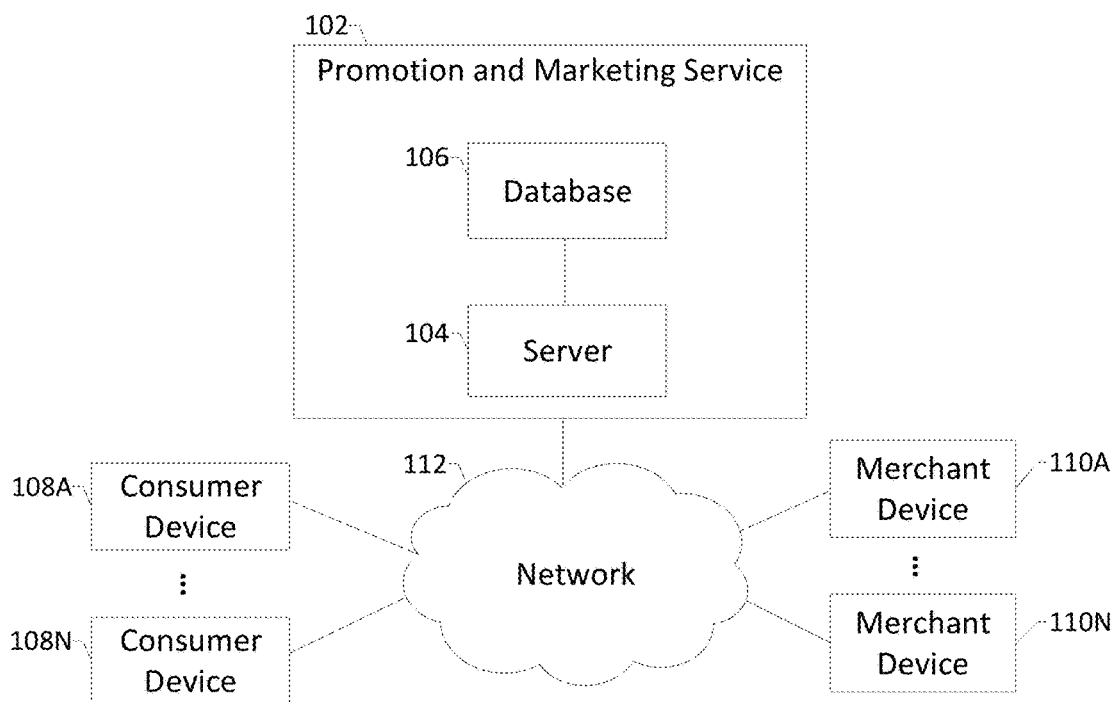 102
Promotion and Marketing Service
106
Database
104
Server
112
Network
108A
Consumer
Device
108N
Consumer
Device
Merchant
Device
110A
Merchant
Device
110N